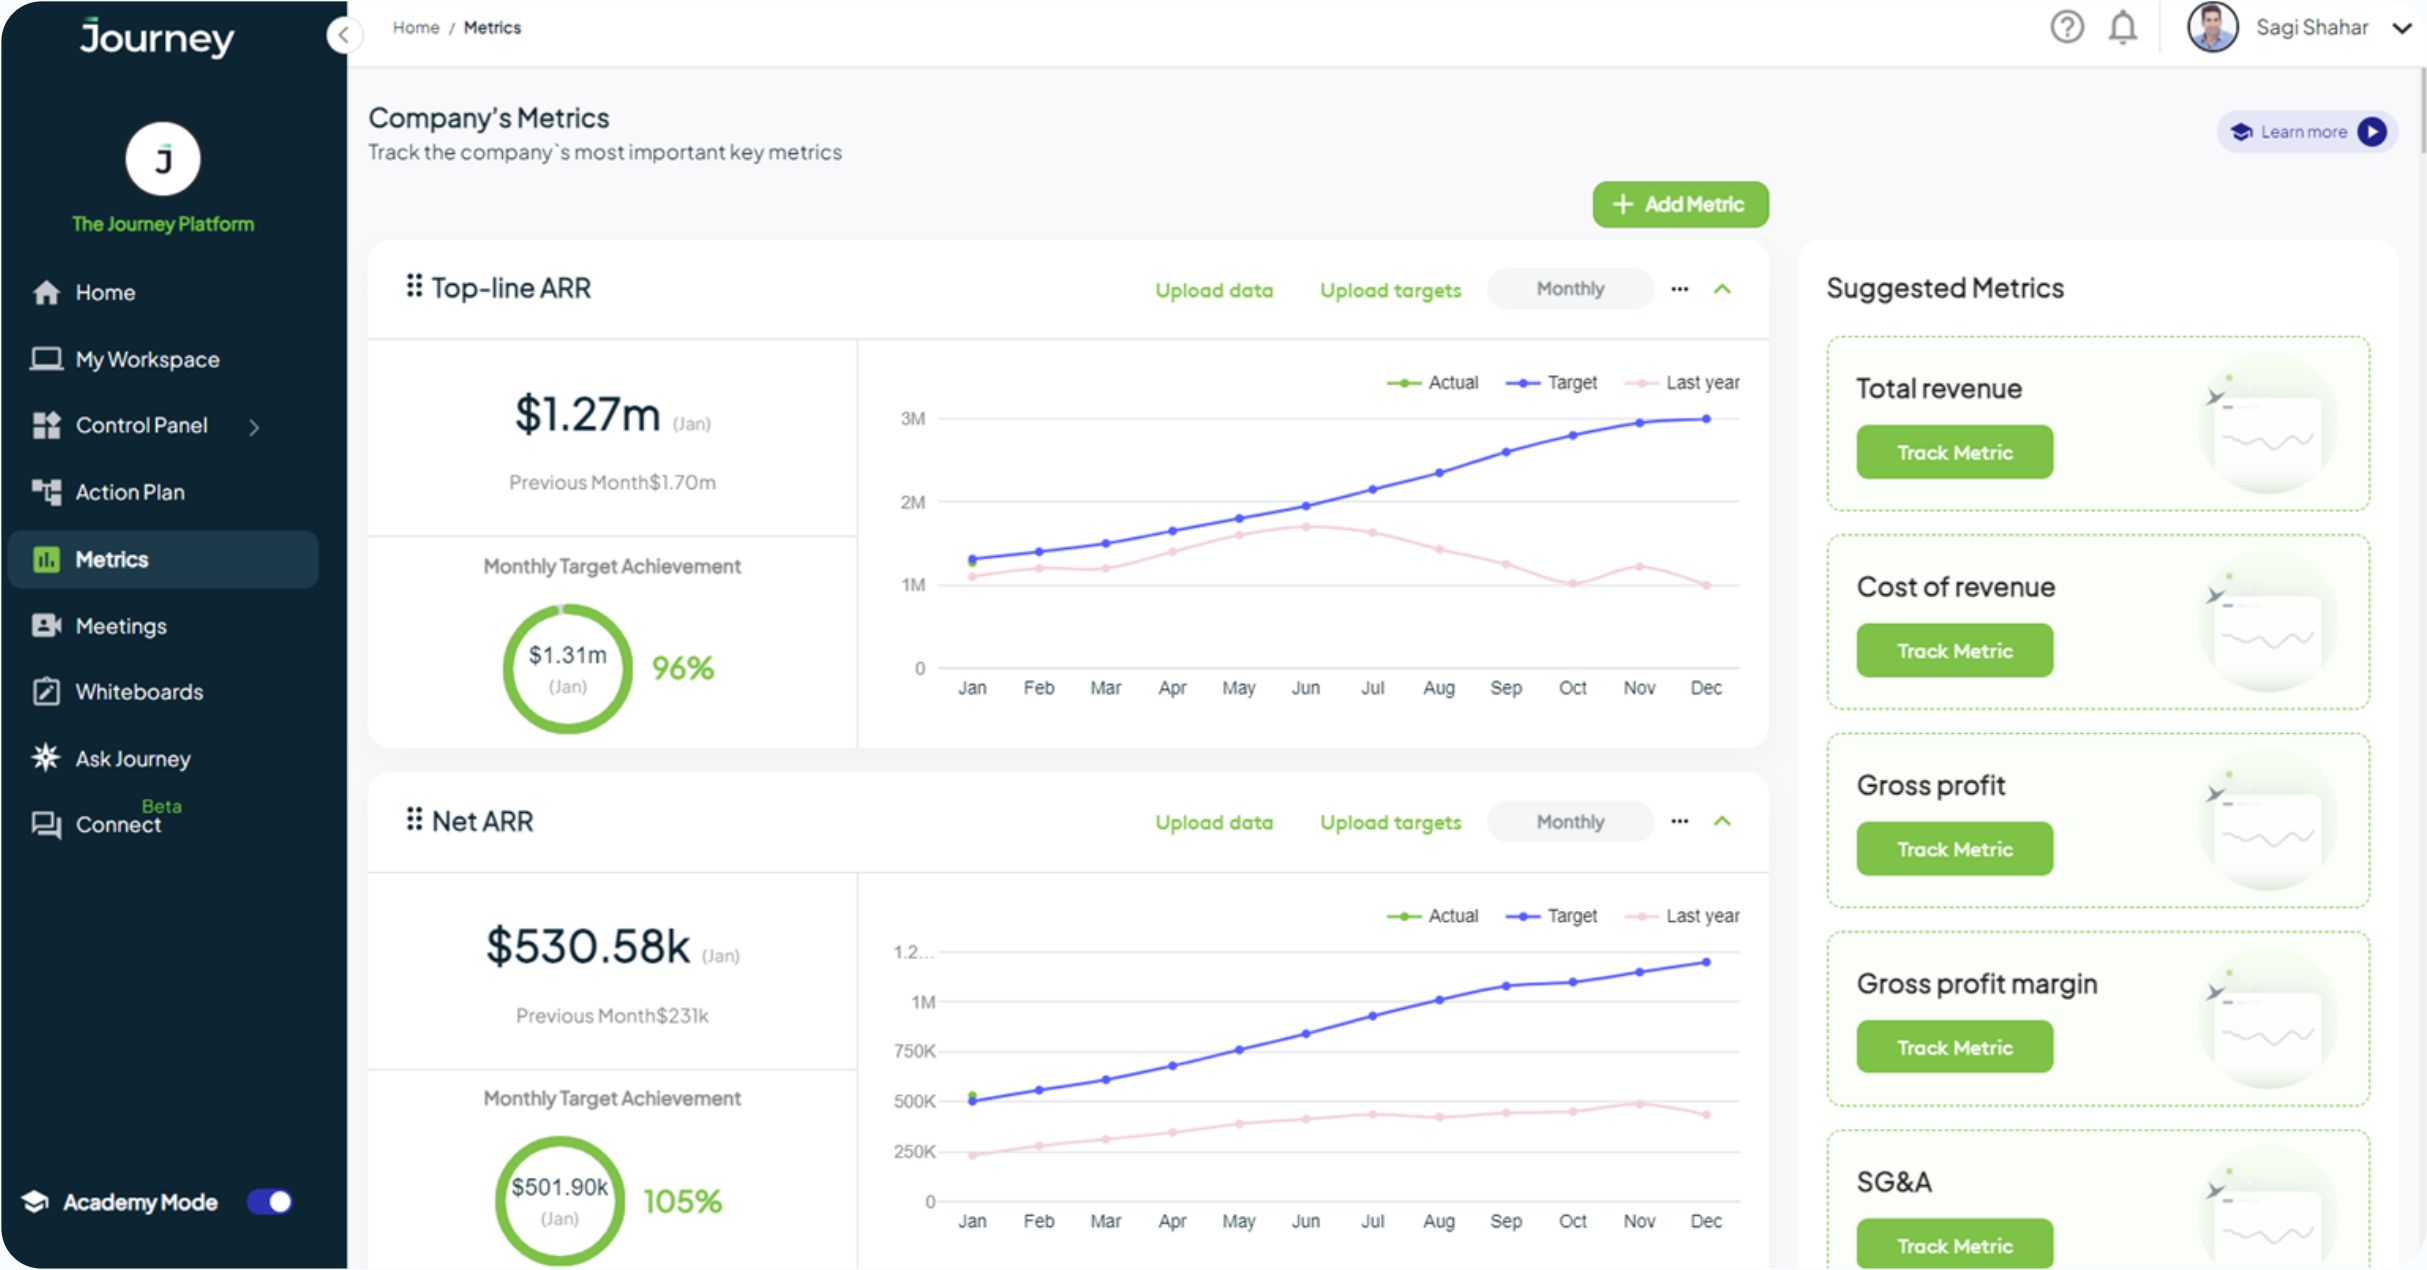 Journey
Home / Metrics
Sagi Shahar
J
The Journey Platform
Home
My Workspace
Control Panel
Action Plan
Metrics
Meetings
Whiteboards
Ask Journey
Beta
Connect
Academy Mode
Company's Metrics
Track the company`s most important key metrics
Learn more
+ Add Metric
Top-line ARR
Upload data Upload targets Monthly ...
$1.27m (Jan)
Previous Month$1.70m
Monthly Target Achievement
$1.31m
(Jan)
96%
Actual Target Last year
3M
2M
1M
0
Jan Feb Mar Apr May Jun Jul Aug Sep Oct Nov Dec
Net ARR
Upload data Upload targets Monthly ...
$530.58k (Jan)
Previous Month$231k
Monthly Target Achievement
$501.90k
(Jan)
105%
Actual Target Last year
1.2...
1M
750K
500K
250K
0
Jan Feb Mar Apr May Jun Jul Aug Sep Oct Nov Dec
Suggested Metrics
Total revenue
Track Metric
Cost of revenue
Track Metric
Gross profit
Track Metric
Gross profit margin
Track Metric
SG&A
Track Metric